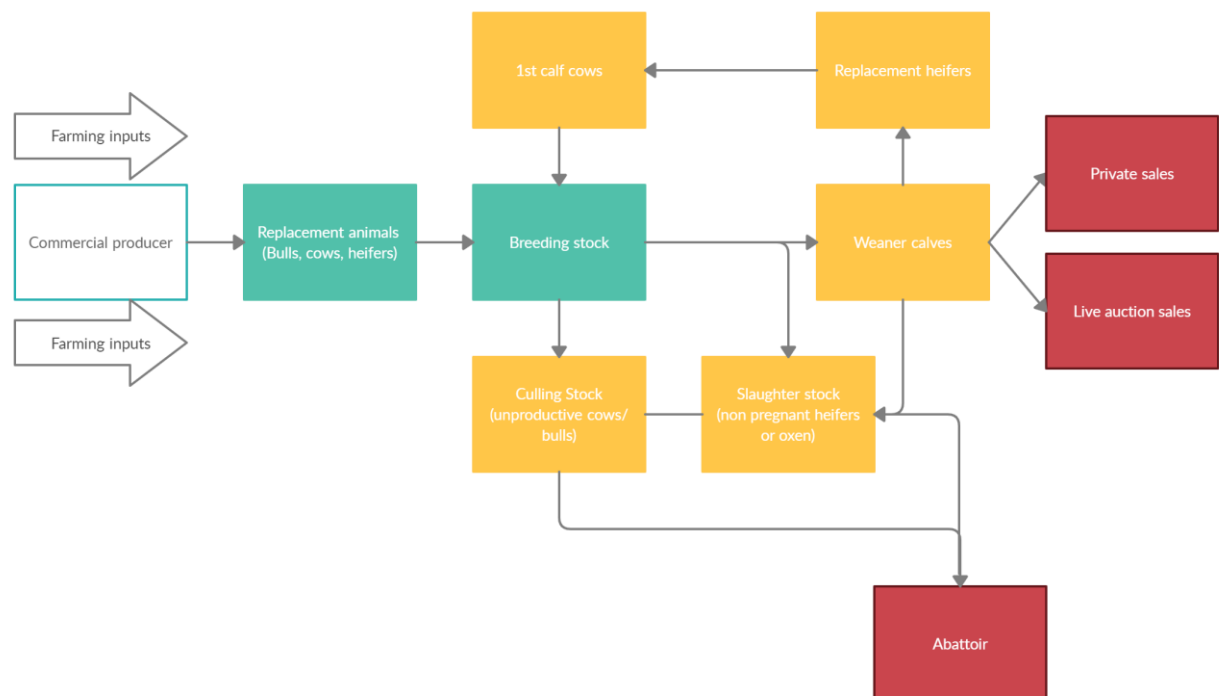 1st calf cows
Replacement heifers
Farming inputs
Private sales
Commercial producer
Replacement animals
(Bulls, cows, heifers)
Breeding stock
Weaner calves
Farming inputs
Live auction sales
Culling Stock
(unproductive cows/
bulls)
Slaughter stock
(non pregnant heifers
or oxen)
Abattoir